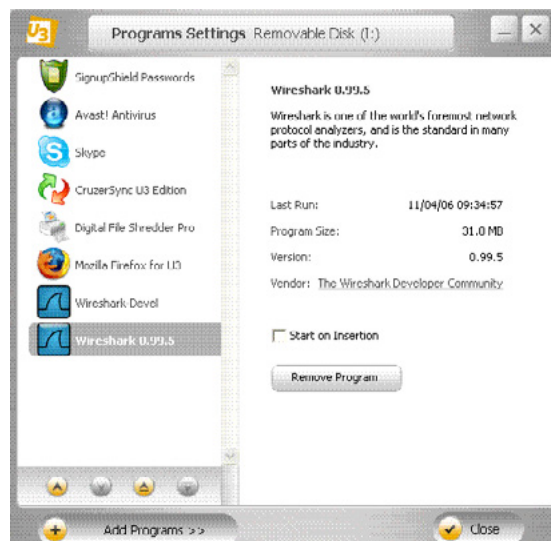 U3
Programs Settings Removable Disk (I:)
SignupShield Passwords
Avast! Antivirus
Skype
CruzerSync U3 Edition
Digital File Shredder Pro
Mozilla Firefox for U3
Wireshark Devel
Wireshark 0.99.5
Wireshark 0.99.5
Wireshark is one of the world's foremost network
protocol analyzers, and is the standard in many
parts of the industry.
Last Run: 11/04/06 09:34:57
Program Size: 31.0 MB
Version: 0.99.5
Vendor: The Wireshark Developer Community
Start on Insertion
Remove Program
Add Programs >>
Close